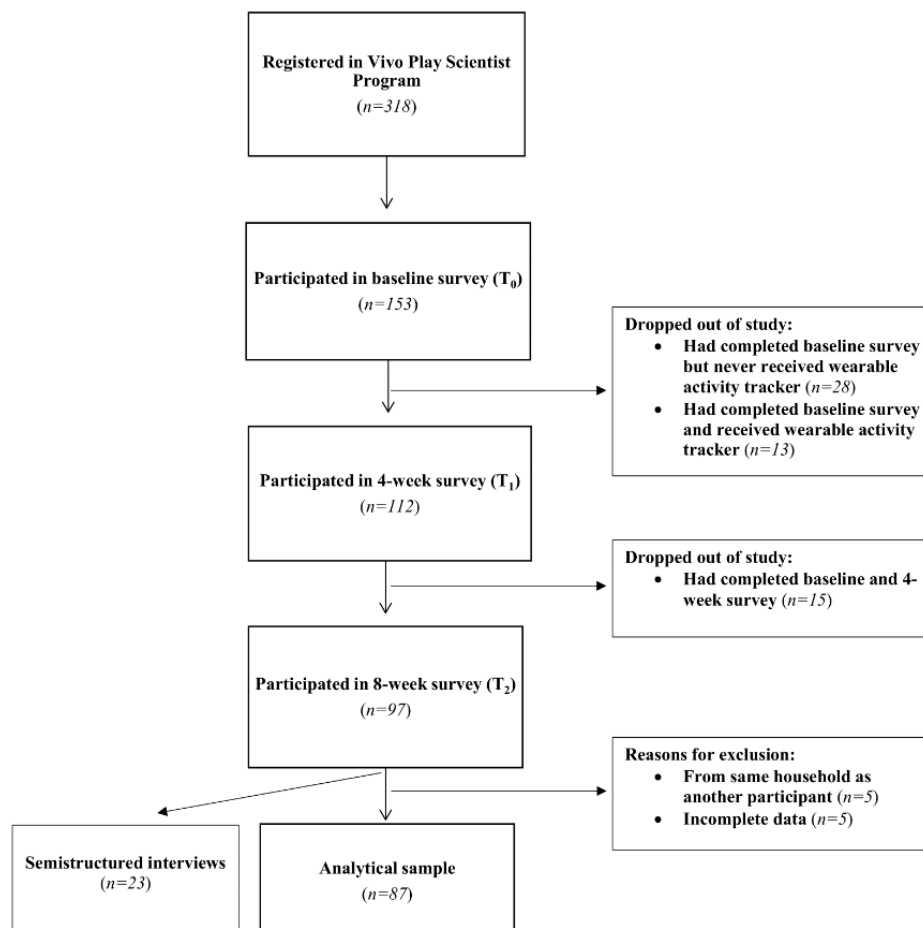 Registered in Vivo Play Scientist
Program
(n=318)
Participated in baseline survey (T₀)
(n=153)
Dropped out of study:
• Had completed baseline survey
but never received wearable
activity tracker (n=28)
• Had completed baseline survey
and received wearable activity
tracker (n=13)
Participated in 4-week survey (T₁)
(n=112)
Dropped out of study:
• Had completed baseline and 4-
week survey (n=15)
Participated in 8-week survey (T₂)
(n=97)
Reasons for exclusion:
• From same household as
another participant (n=5)
• Incomplete data (n=5)
Semistructured interviews
(n=23)
Analytical sample
(n=87)